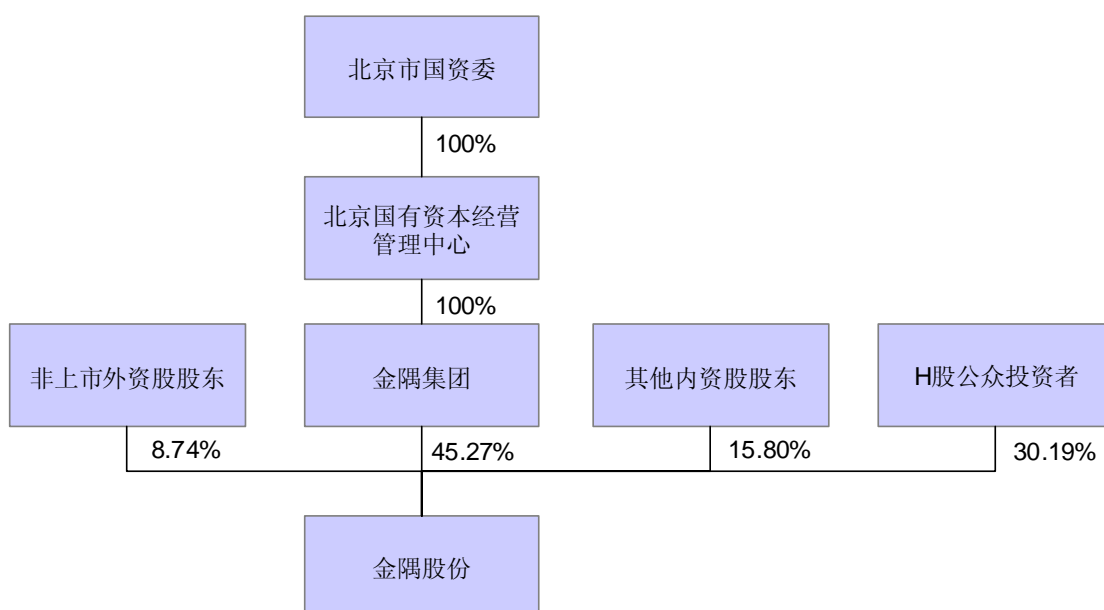 北京市国资委
100%
北京国有资本经营
管理中心
100%
非上市外资股股东
金隅集团
其他内资股股东
H股公众投资者
8.74%
45.27%
15.80%
30.19%
金隅股份